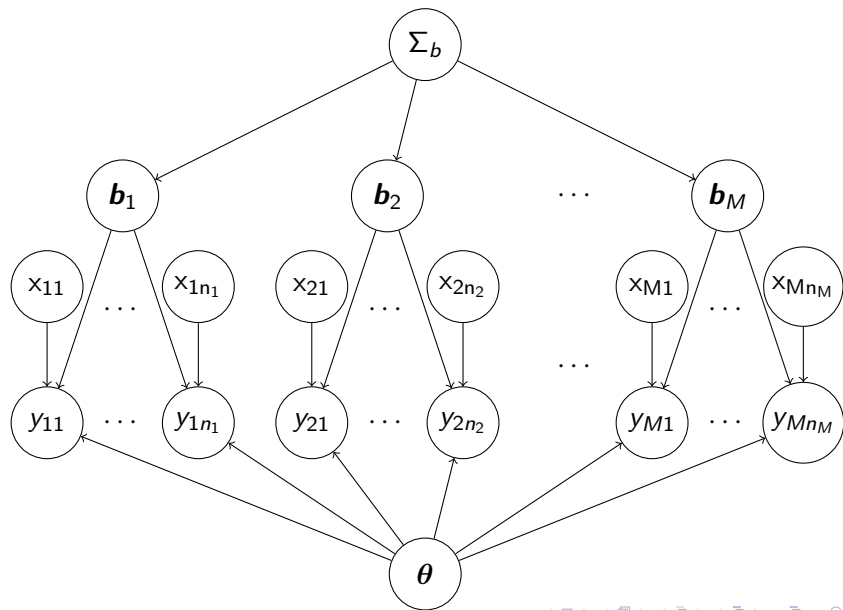 Σ_b
b_1 b_2 ... b_M
x_11 x_1n_1 x_21 x_2n_2 x_M1 x_Mn_M
... ... ...
...
y_11 ... y_1n_1 y_21 ... y_2n_2 y_M1 ... y_Mn_M
θ